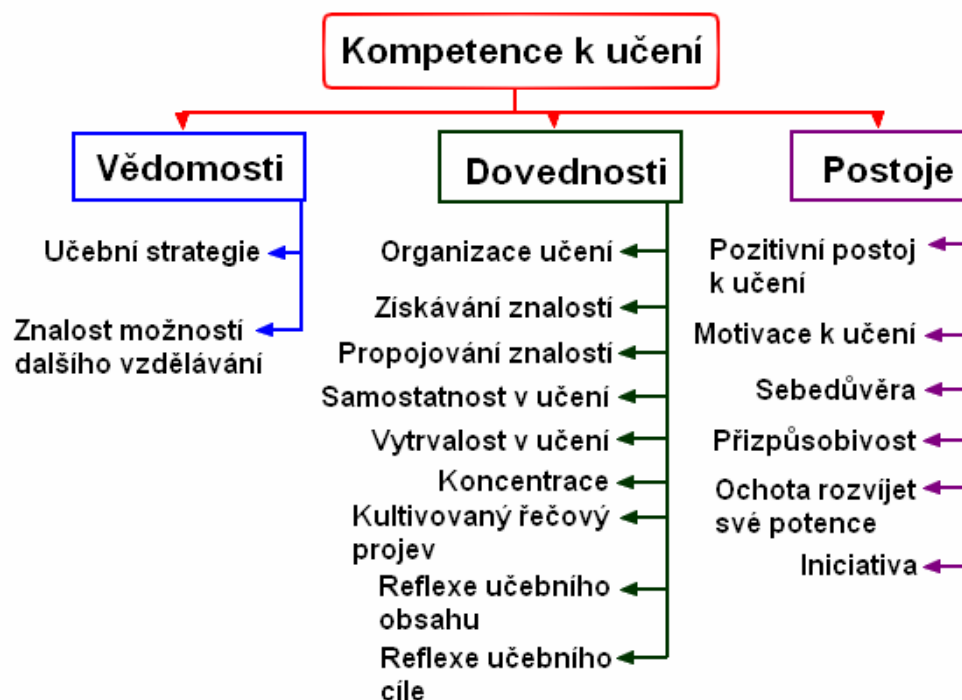 Kompetence k učení
Vědomosti
Učební strategie
Znalost možností
dalšího vzdělávání
Dovednosti
Organizace učení
Získávání znalostí
Propojování znalostí
Samostatnost v učení
Vytrvalost v učení
Koncentrace
Kultivovaný řečový
projev
Reflexe učebního
obsahu
Reflexe učebního
cíle
Postoje
Pozitivní postoj
k učení
Motivace k učení
Sebedůvěra
Přizpůsobivost
Ochota rozvíjet
své potence
Iniciativa